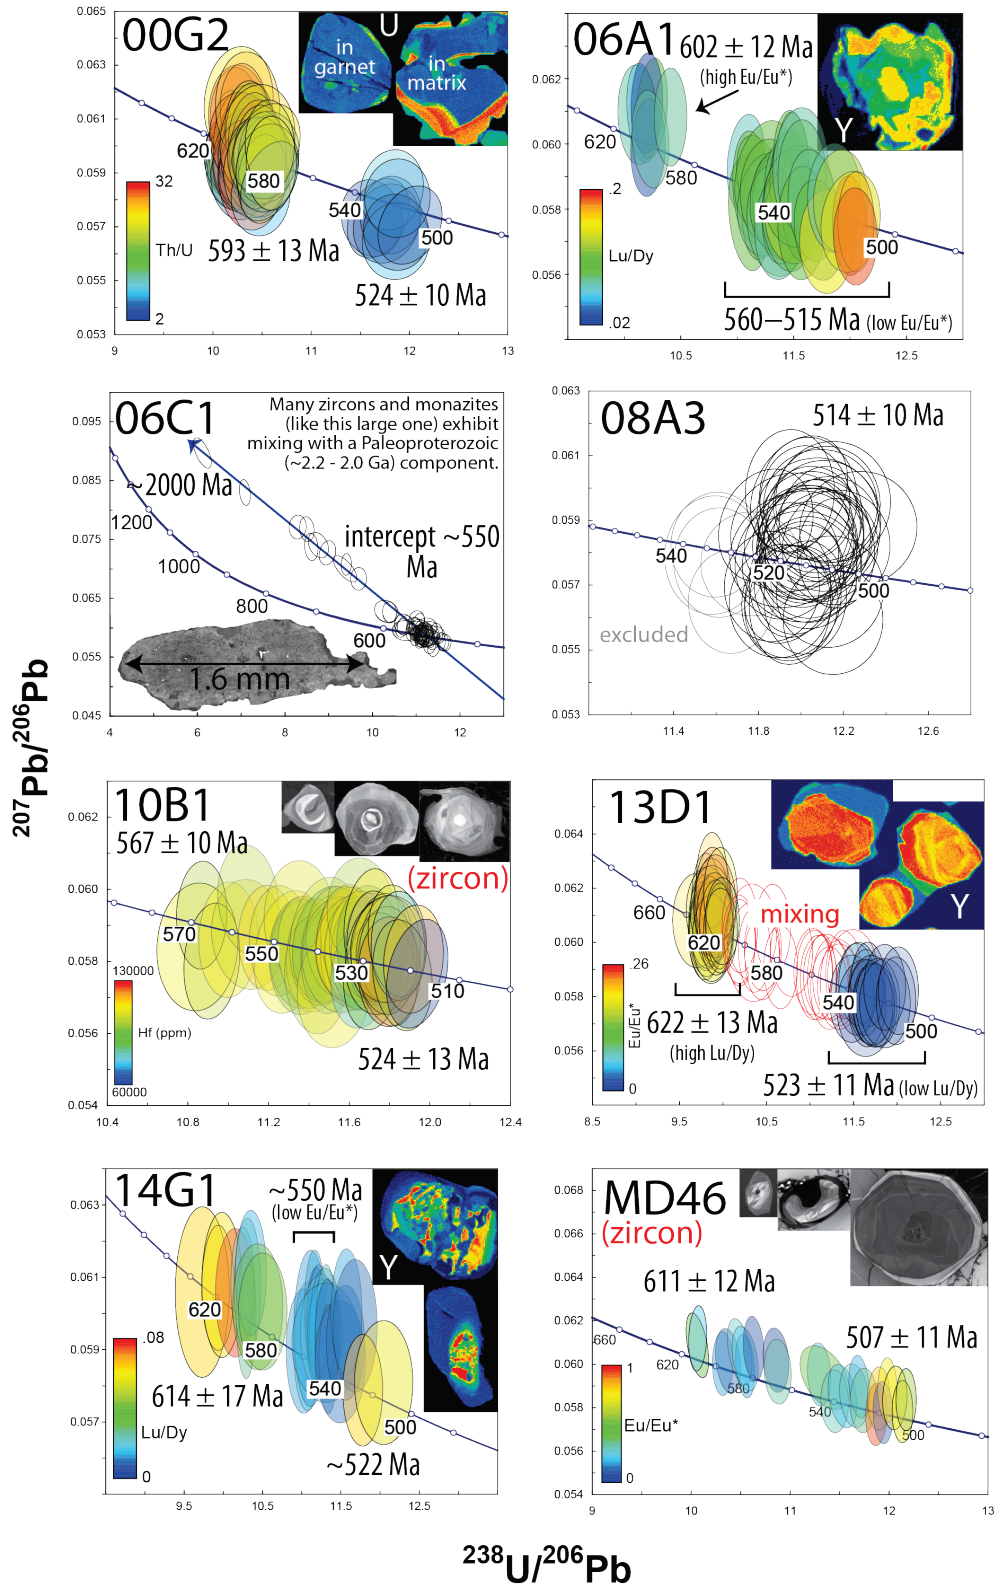 207Pb/206Pb
238U/206Pb
00G2
U
in
garnet
in
matrix
0.065
0.063
0.061
0.059
0.057
0.055
0.053
620
580
540
500
32
Th/U
2
593 ± 13 Ma
524 ± 10 Ma
9
10
11
12
13
06A1
602 ± 12 Ma
(high Eu/Eu*)
Y
0.062
0.060
0.058
0.056
620
580
540
500
.2
Lu/Dy
.02
560–515 Ma (low Eu/Eu*)
10.5
11.5
12.5
06C1
Many zircons and monazites
(like this large one) exhibit
mixing with a Paleoproterozoic
(~2.2 - 2.0 Ga) component.
0.095
0.085
0.075
0.065
0.055
0.045
~2000 Ma
1200
1000
800
600
intercept ~550
Ma
1.6 mm
4
6
8
10
12
08A3
514 ± 10 Ma
0.063
0.061
0.059
0.057
0.055
0.053
540
520
500
excluded
11.4
11.8
12.2
12.6
10B1
567 ± 10 Ma
(zircon)
0.062
0.060
0.058
0.056
0.054
570
550
530
510
130000
Hf (ppm)
60000
524 ± 13 Ma
10.4
10.8
11.2
11.6
12.0
12.4
13D1
Y
0.064
0.062
0.060
0.058
0.056
660
620
580
540
500
mixing
.26
Eu/Eu*
0
622 ± 13 Ma
(high Lu/Dy)
523 ± 11 Ma (low Lu/Dy)
8.5
9.5
10.5
11.5
12.5
14G1
~550 Ma
(low Eu/Eu*)
Y
0.063
0.061
0.059
0.057
620
580
540
500
614 ± 17 Ma
.08
Lu/Dy
0
~522 Ma
9.5
10.5
11.5
12.5
MD46
(zircon)
611 ± 12 Ma
507 ± 11 Ma
0.068
0.066
0.064
0.062
0.060
0.058
0.056
0.054
660
620
580
540
500
1
Eu/Eu*
0
9
10
11
12
13